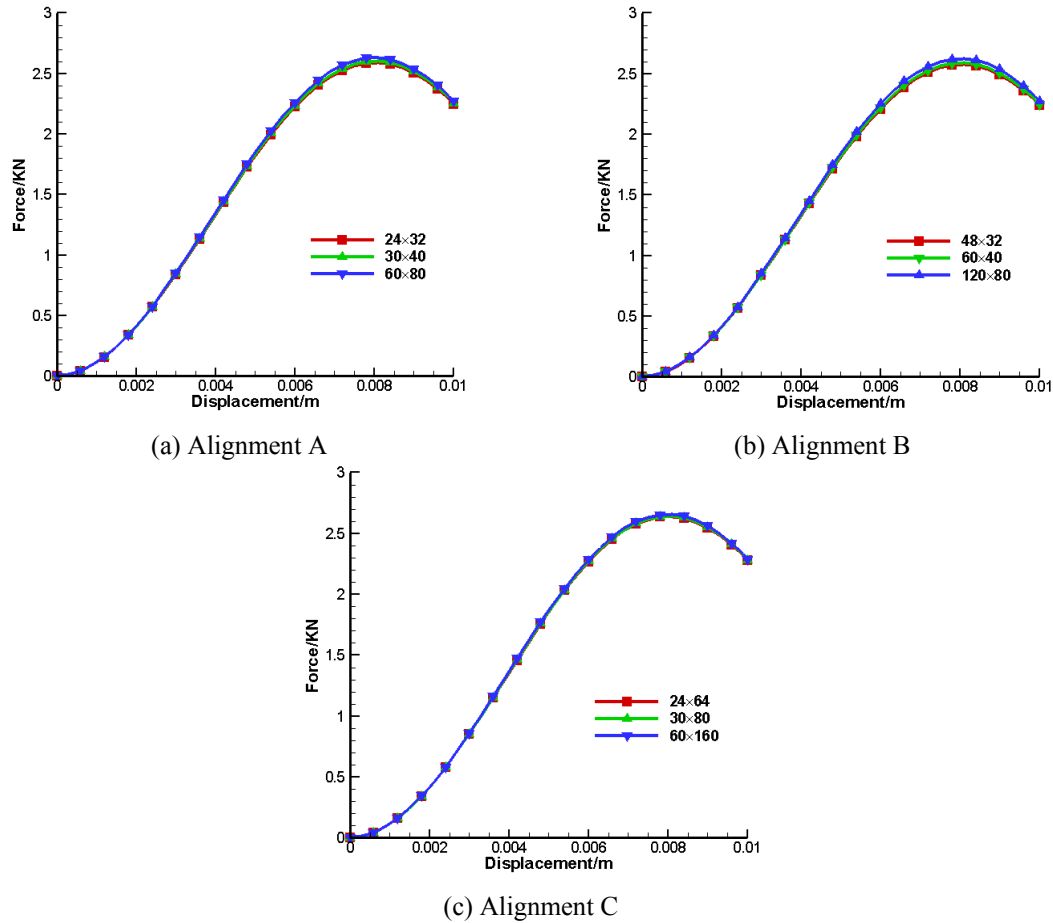 3
2.5
2
1.5
1
0.5
0
Force/KN
24×32
30×40
60×80
0 0.002 0.004 0.006 0.008 0.01
Displacement/m
(a) Alignment A
3
2.5
2
1.5
1
0.5
0
Force/KN
48×32
60×40
120×80
0 0.002 0.004 0.006 0.008 0.01
Displacement/m
(b) Alignment B
3
2.5
2
1.5
1
0.5
0
Force/KN
24×64
30×80
60×160
0 0.002 0.004 0.006 0.008 0.01
Displacement/m
(c) Alignment C